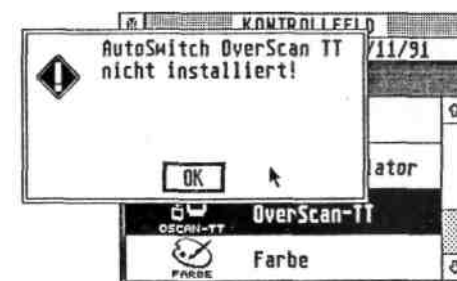 KONTROLLFELD
/11/91
AutoSwitch OverScan TT
nicht installiert!
OK
lator
OverScan-TT
OSCAN-TT
Farbe
FARBE